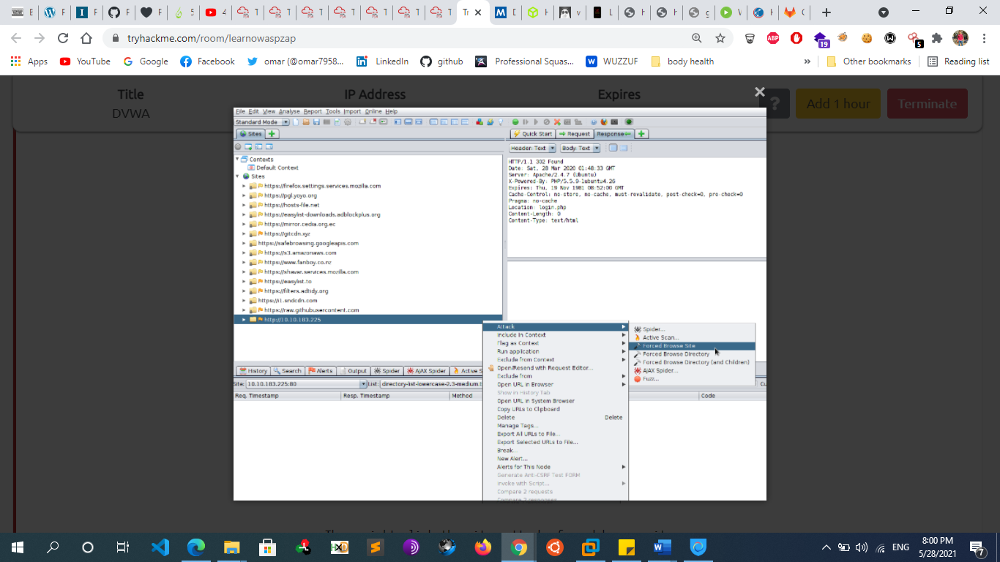 E F I F 5 4 T T T T T T T Tr D H v L H H g V H C
tryhackme.com/room/learnowaspzap
ABP 19 5
Apps YouTube Google Facebook omar (@omar7958... LinkedIn github Professional Squas... WUZZUF body health » Other bookmarks Reading list
Title IP Address Expires
DVWA
? Add 1 hour Terminate
File Edit View Analyse Report Tools Import Online Help
Standard Mode
Sites
Quick Start Request Response
Header: Text Body: Text
Contexts
Default Context
Sites
https://firefox.settings.services.mozilla.com
https://pgl.yoyo.org
https://hosts-file.net
https://easylist-downloads.adblockplus.org
https://mirror.cedia.org.ec
https://gitcdn.xyz
https://safebrowsing.googleapis.com
https://s3.amazonaws.com
https://www.fanboy.co.nz
https://shavar.services.mozilla.com
https://easylist.to
https://filters.adtidy.org
https://i1.sndcdn.com
https://raw.githubusercontent.com
http://10.10.183.225
HTTP/1.1 302 Found
Date: Sat, 28 Mar 2020 01:48:33 GMT
Server: Apache/2.4.7 (Ubuntu)
X-Powered-By: PHP/5.5.9-1ubuntu4.26
Expires: Thu, 19 Nov 1981 08:52:00 GMT
Cache-Control: no-store, no-cache, must-revalidate, post-check=0, pre-check=0
Pragma: no-cache
Location: login.php
Content-Length: 0
Content-Type: text/html
Attack
Include in Context
Flag as Context
Run application
Exclude from Context
Open/Resend with Request Editor...
Exclude from
Open URL in Browser
Show in History Tab
Open URL in System Browser
Copy URLs to Clipboard
Delete Delete
Manage Tags...
Export All URLs to File...
Export Selected URLs to File...
Break...
New Alert...
Alerts for This Node
Generate Anti-CSRF Test FORM
Invoke with Script...
Compare 2 requests
Compare 2 responses
Spider...
Active Scan...
Forced Browse Site
Forced Browse Directory
Forced Browse Directory (and Children)
AJAX Spider...
Fuzz...
History Search Alerts Output Spider AJAX Spider Active S
Site: 10.10.183.225:80 List: directory-list-lowercase-2.3-medium.t Cu
Req. Timestamp Resp. Timestamp Method Code
ENG 8:00 PM
5/28/2021
7